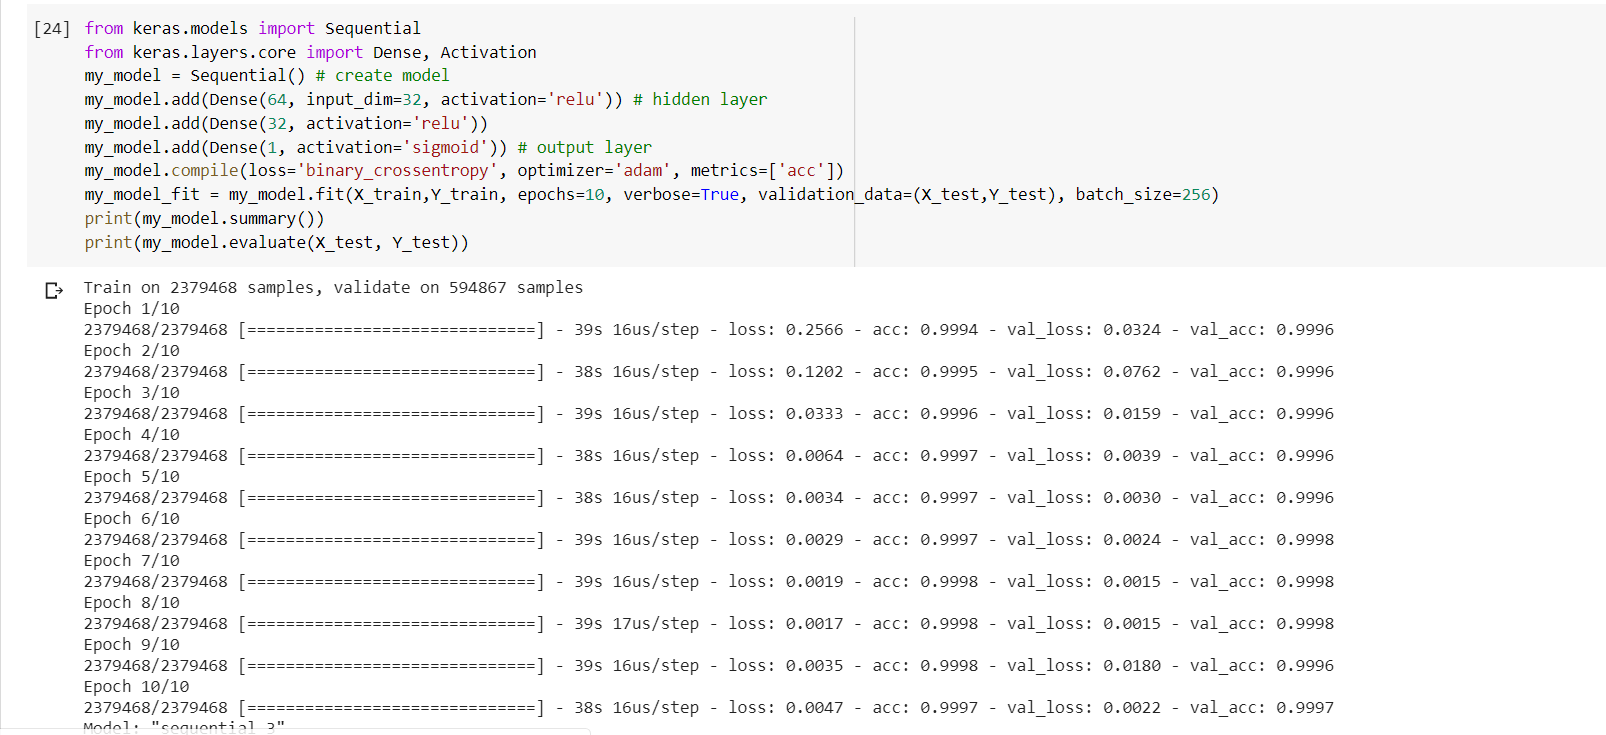 [24] from keras.models import Sequential
from keras.layers.core import Dense, Activation
my_model = Sequential() # create model
my_model.add(Dense(64, input_dim=32, activation='relu')) # hidden layer
my_model.add(Dense(32, activation='relu'))
my_model.add(Dense(1, activation='sigmoid')) # output layer
my_model.compile(loss='binary_crossentropy', optimizer='adam', metrics=['acc'])
my_model_fit = my_model.fit(X_train,Y_train, epochs=10, verbose=True, validation_data=(X_test,Y_test), batch_size=256)
print(my_model.summary())
print(my_model.evaluate(X_test, Y_test))
Train on 2379468 samples, validate on 594867 samples
Epoch 1/10
2379468/2379468 [==============================] - 39s 16us/step - loss: 0.2566 - acc: 0.9994 - val_loss: 0.0324 - val_acc: 0.9996
Epoch 2/10
2379468/2379468 [==============================] - 38s 16us/step - loss: 0.1202 - acc: 0.9995 - val_loss: 0.0762 - val_acc: 0.9996
Epoch 3/10
2379468/2379468 [==============================] - 39s 16us/step - loss: 0.0333 - acc: 0.9996 - val_loss: 0.0159 - val_acc: 0.9996
Epoch 4/10
2379468/2379468 [==============================] - 38s 16us/step - loss: 0.0064 - acc: 0.9997 - val_loss: 0.0039 - val_acc: 0.9996
Epoch 5/10
2379468/2379468 [==============================] - 38s 16us/step - loss: 0.0034 - acc: 0.9997 - val_loss: 0.0030 - val_acc: 0.9996
Epoch 6/10
2379468/2379468 [==============================] - 39s 16us/step - loss: 0.0029 - acc: 0.9997 - val_loss: 0.0024 - val_acc: 0.9998
Epoch 7/10
2379468/2379468 [==============================] - 39s 16us/step - loss: 0.0019 - acc: 0.9998 - val_loss: 0.0015 - val_acc: 0.9998
Epoch 8/10
2379468/2379468 [==============================] - 39s 17us/step - loss: 0.0017 - acc: 0.9998 - val_loss: 0.0015 - val_acc: 0.9998
Epoch 9/10
2379468/2379468 [==============================] - 39s 16us/step - loss: 0.0035 - acc: 0.9998 - val_loss: 0.0180 - val_acc: 0.9996
Epoch 10/10
2379468/2379468 [==============================] - 38s 16us/step - loss: 0.0047 - acc: 0.9997 - val_loss: 0.0022 - val_acc: 0.9997
Model: "sequential_3"